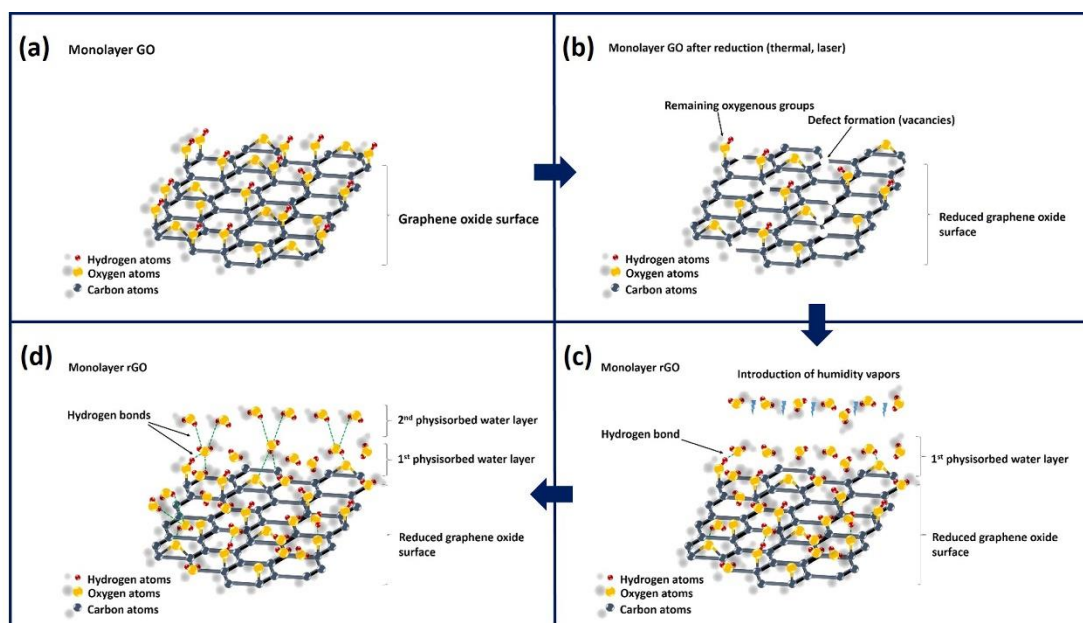 (a)
Monolayer GO
Graphene oxide surface
Hydrogen atoms
Oxygen atoms
Carbon atoms
(b)
Monolayer GO after reduction (thermal, laser)
Remaining oxygenous groups
Defect formation (vacancies)
Reduced graphene oxide
surface
Hydrogen atoms
Oxygen atoms
Carbon atoms
(d)
Monolayer rGO
Hydrogen bonds
2nd physisorbed water layer
1st physisorbed water layer
Reduced graphene oxide
surface
Hydrogen atoms
Oxygen atoms
Carbon atoms
(c)
Monolayer rGO
Introduction of humidity vapors
Hydrogen bond
1st physisorbed water layer
Reduced graphene oxide
surface
Hydrogen atoms
Oxygen atoms
Carbon atoms